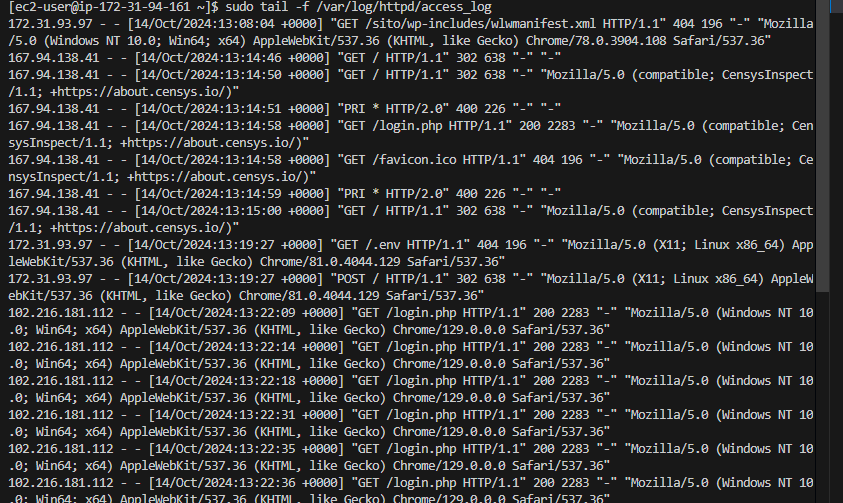 [ec2-user@ip-172-31-94-161 ~]$ sudo tail -f /var/log/httpd/access_log
172.31.93.97 - - [14/Oct/2024:13:08:04 +0000] "GET /sito/wp-includes/wlwmanifest.xml HTTP/1.1" 404 196 "-" "Mozilla
/5.0 (Windows NT 10.0; Win64; x64) AppleWebKit/537.36 (KHTML, like Gecko) Chrome/78.0.3904.108 Safari/537.36"
167.94.138.41 - - [14/Oct/2024:13:14:46 +0000] "GET / HTTP/1.1" 302 638 "-" "-"
167.94.138.41 - - [14/Oct/2024:13:14:50 +0000] "GET / HTTP/1.1" 302 638 "-" "Mozilla/5.0 (compatible; CensysInspect
/1.1; +https://about.censys.io/)"
167.94.138.41 - - [14/Oct/2024:13:14:51 +0000] "PRI * HTTP/2.0" 400 226 "-" "-"
167.94.138.41 - - [14/Oct/2024:13:14:58 +0000] "GET /login.php HTTP/1.1" 200 2283 "-" "Mozilla/5.0 (compatible; Cen
sysInspect/1.1; +https://about.censys.io/)"
167.94.138.41 - - [14/Oct/2024:13:14:58 +0000] "GET /favicon.ico HTTP/1.1" 404 196 "-" "Mozilla/5.0 (compatible; Ce
nsysInspect/1.1; +https://about.censys.io/)"
167.94.138.41 - - [14/Oct/2024:13:14:59 +0000] "PRI * HTTP/2.0" 400 226 "-" "-"
167.94.138.41 - - [14/Oct/2024:13:15:00 +0000] "GET / HTTP/1.1" 302 638 "-" "Mozilla/5.0 (compatible; CensysInspect
/1.1; +https://about.censys.io/)"
172.31.93.97 - - [14/Oct/2024:13:19:27 +0000] "GET /.env HTTP/1.1" 404 196 "-" "Mozilla/5.0 (X11; Linux x86_64) App
leWebKit/537.36 (KHTML, like Gecko) Chrome/81.0.4044.129 Safari/537.36"
172.31.93.97 - - [14/Oct/2024:13:19:27 +0000] "POST / HTTP/1.1" 302 638 "-" "Mozilla/5.0 (X11; Linux x86_64) AppleW
ebKit/537.36 (KHTML, like Gecko) Chrome/81.0.4044.129 Safari/537.36"
102.216.181.112 - - [14/Oct/2024:13:22:09 +0000] "GET /login.php HTTP/1.1" 200 2283 "-" "Mozilla/5.0 (Windows NT 10
.0; Win64; x64) AppleWebKit/537.36 (KHTML, like Gecko) Chrome/129.0.0.0 Safari/537.36"
102.216.181.112 - - [14/Oct/2024:13:22:14 +0000] "GET /login.php HTTP/1.1" 200 2283 "-" "Mozilla/5.0 (Windows NT 10
.0; Win64; x64) AppleWebKit/537.36 (KHTML, like Gecko) Chrome/129.0.0.0 Safari/537.36"
102.216.181.112 - - [14/Oct/2024:13:22:18 +0000] "GET /login.php HTTP/1.1" 200 2283 "-" "Mozilla/5.0 (Windows NT 10
.0; Win64; x64) AppleWebKit/537.36 (KHTML, like Gecko) Chrome/129.0.0.0 Safari/537.36"
102.216.181.112 - - [14/Oct/2024:13:22:31 +0000] "GET /login.php HTTP/1.1" 200 2283 "-" "Mozilla/5.0 (Windows NT 10
.0; Win64; x64) AppleWebKit/537.36 (KHTML, like Gecko) Chrome/129.0.0.0 Safari/537.36"
102.216.181.112 - - [14/Oct/2024:13:22:35 +0000] "GET /login.php HTTP/1.1" 200 2283 "-" "Mozilla/5.0 (Windows NT 10
.0; Win64; x64) AppleWebKit/537.36 (KHTML, like Gecko) Chrome/129.0.0.0 Safari/537.36"
102.216.181.112 - - [14/Oct/2024:13:22:36 +0000] "GET /login.php HTTP/1.1" 200 2283 "-" "Mozilla/5.0 (Windows NT 10
.0; Win64; x64) AppleWebKit/537.36 (KHTML, like Gecko) Chrome/129.0.0.0 Safari/537.36"